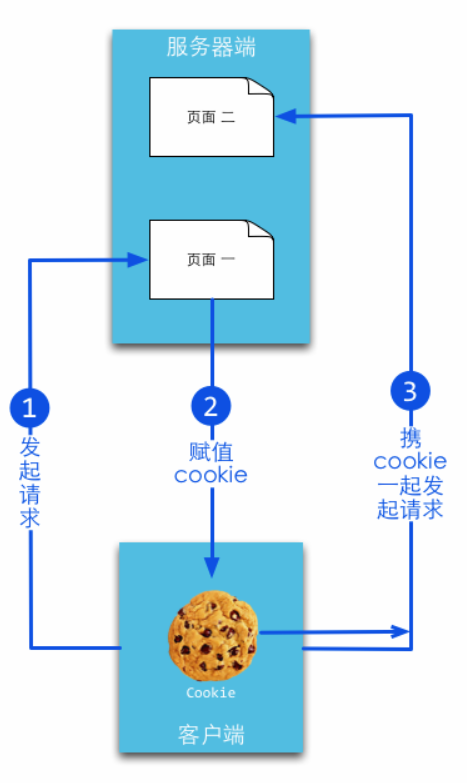 服务器端
页面 二
页面 一
1
发
起
请
求
2
赋值
cookie
3
携
cookie
一起发
起请求
Cookie
客户端